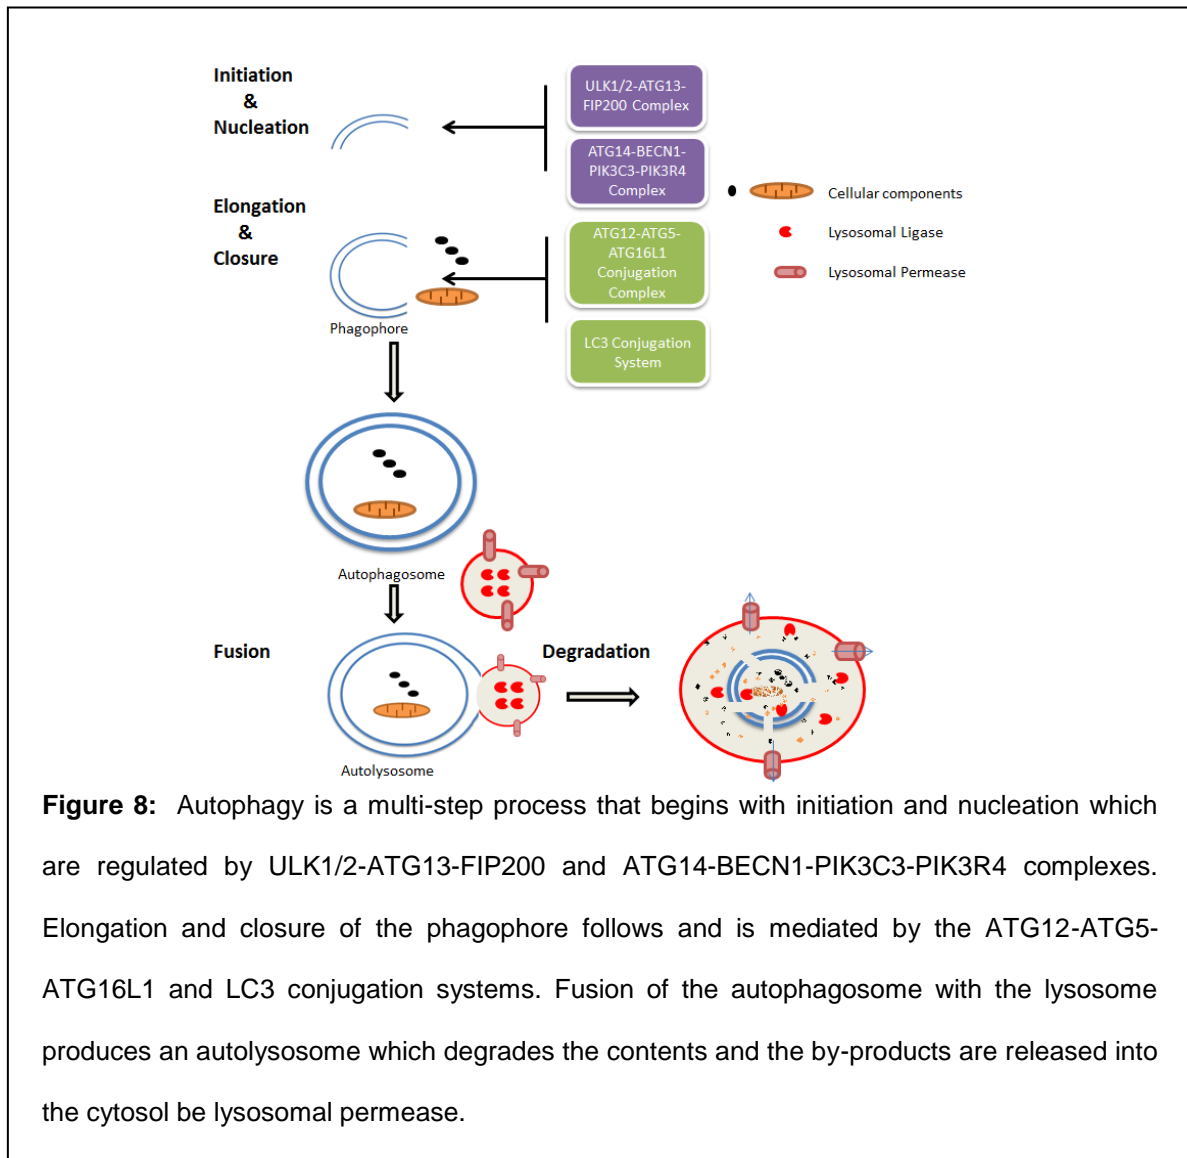 Initiation
&
Nucleation
ULK1/2-ATG13-
FIP200 Complex
ATG14-BECN1-
PIK3C3-PIK3R4
Complex
Elongation
&
Closure
ATG12-ATG5-
ATG16L1
Conjugation
Complex
LC3 Conjugation
System
Cellular components
Lysosomal Ligase
Lysosomal Permease
Phagophore
Autophagosome
Fusion
Degradation
Autolysosome
Figure 8: Autophagy is a multi-step process that begins with initiation and nucleation which
are regulated by ULK1/2-ATG13-FIP200 and ATG14-BECN1-PIK3C3-PIK3R4 complexes.
Elongation and closure of the phagophore follows and is mediated by the ATG12-ATG5-
ATG16L1 and LC3 conjugation systems. Fusion of the autophagosome with the lysosome
produces an autolysosome which degrades the contents and the by-products are released into
the cytosol be lysosomal permease.